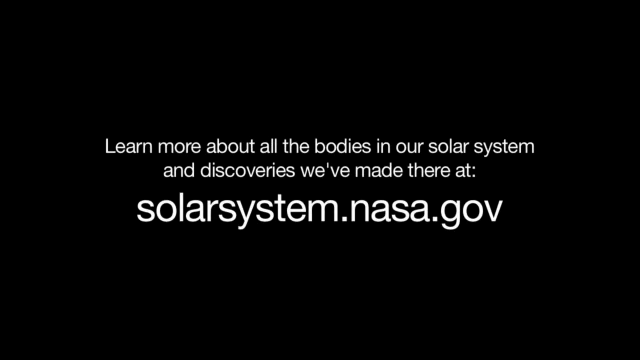 Learn more about all the bodies in our solar system
and discoveries we've made there at:
solarsystem.nasa.gov